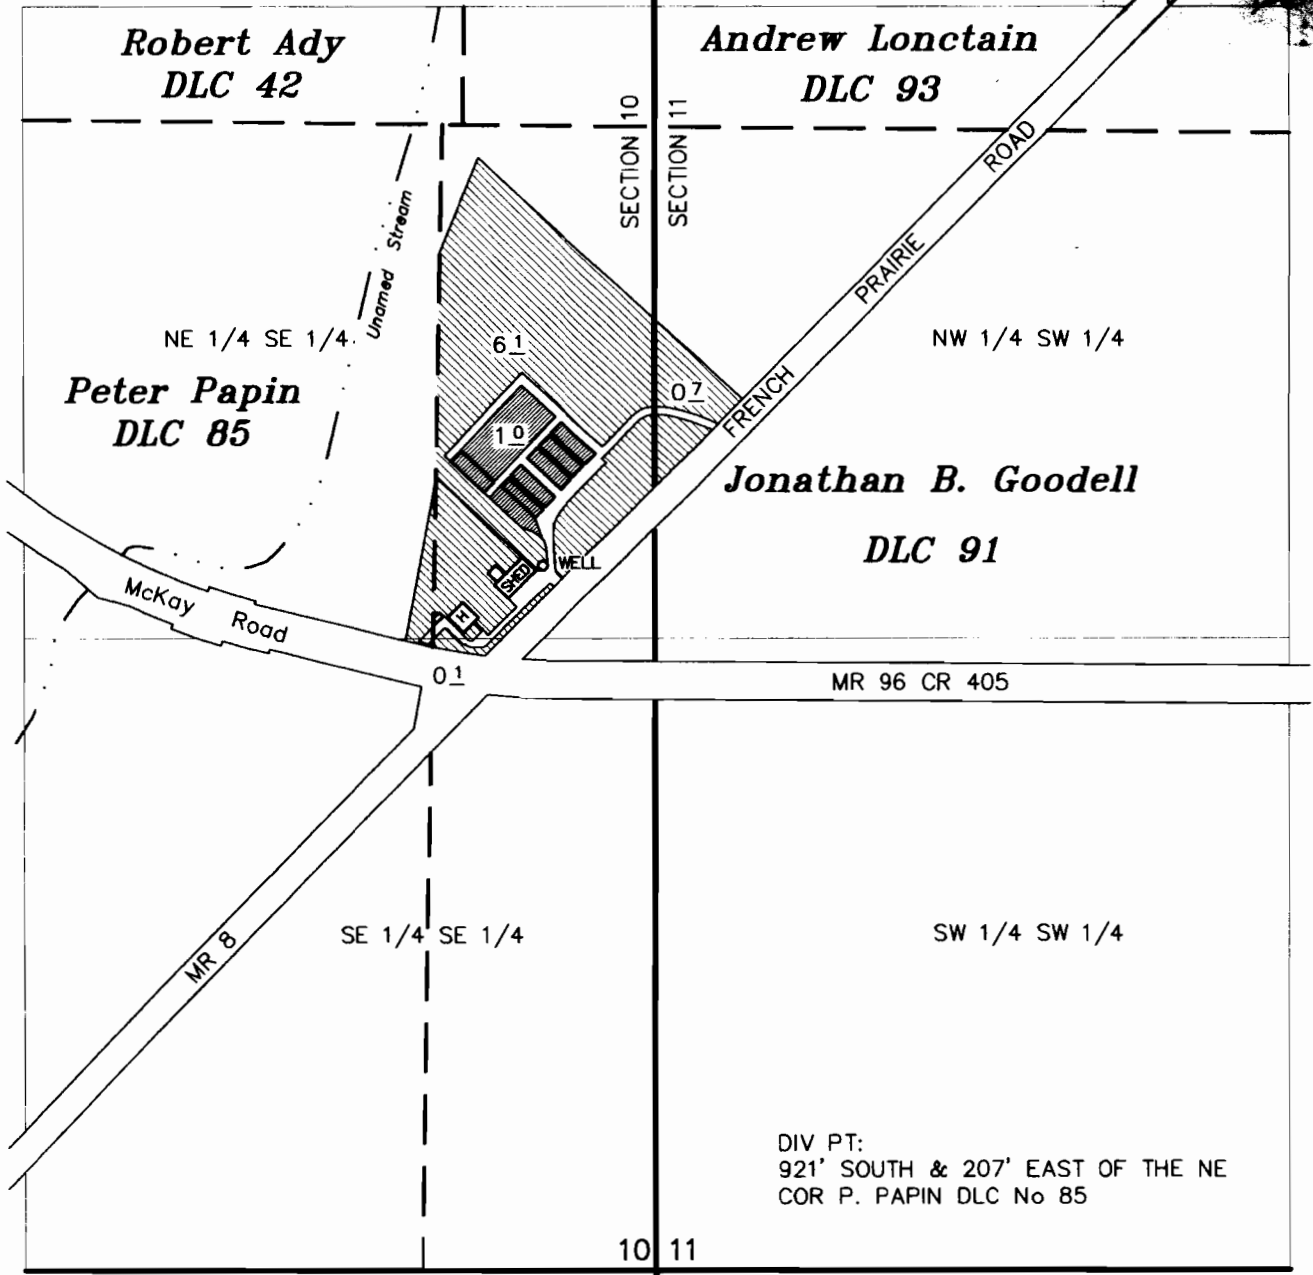 Robert Ady
DLC 42
Andrew Lonctain
DLC 93
SECTION 10
SECTION 11
ROAD
PRAIRIE
FRENCH
Unamed Stream
NE 1/4 SE 1/4
NW 1/4 SW 1/4
6 1
0 7
1 0
Peter Papin
DLC 85
Jonathan B. Goodell
DLC 91
WELL
SHED
H
McKay Road
0 1
MR 96 CR 405
MR 8
SE 1/4 SE 1/4
SW 1/4 SW 1/4
DIV PT:
921' SOUTH & 207' EAST OF THE NE
COR P. PAPIN DLC No 85
10 11